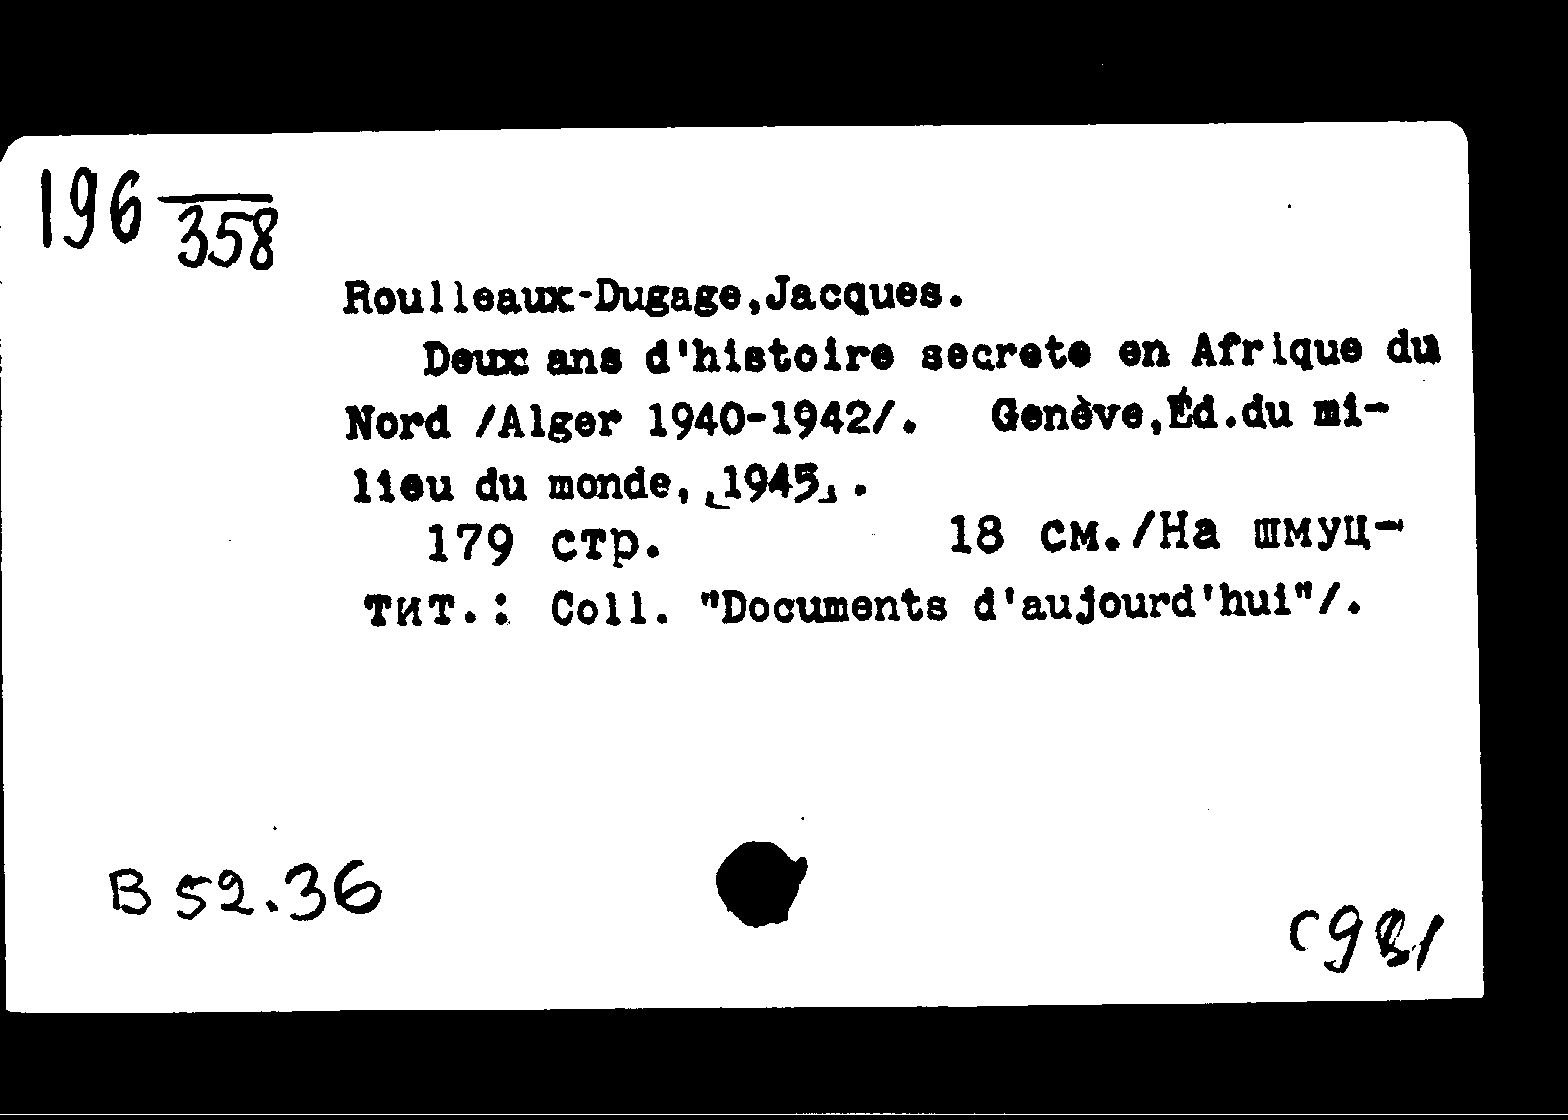 196
358
Roulleaux-Dugage,Jacques.
Deux ans d'histoire secrete en Afrique du
Nord /Alger 1940-1942/. Genève,Éd.du mi-
lieu du monde, [1945] .
179 стр. 18 см./На шмуц-
тит.: Coll. "Documents d'aujourd'hui"/.
B 52.36